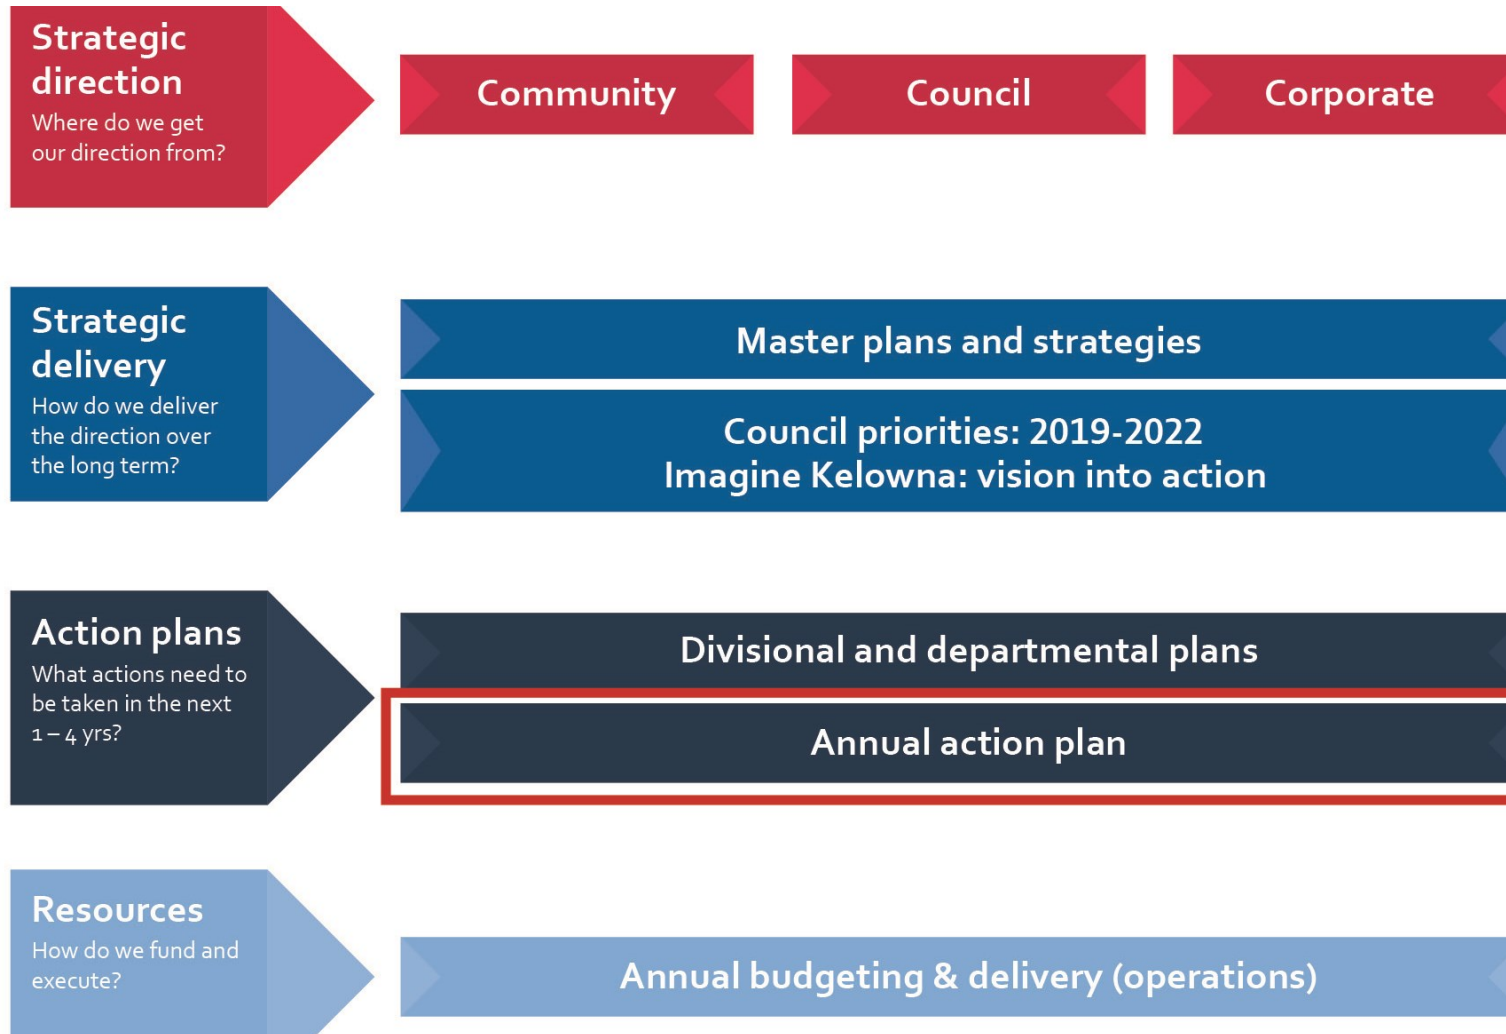 Strategic
direction
Where do we get
our direction from?
Community
Council
Corporate
Strategic
delivery
How do we deliver
the direction over
the long term?
Master plans and strategies
Council priorities: 2019-2022
Imagine Kelowna: vision into action
Action plans
What actions need to
be taken in the next
1 – 4 yrs?
Divisional and departmental plans
Annual action plan
Resources
How do we fund and
execute?
Annual budgeting & delivery (operations)